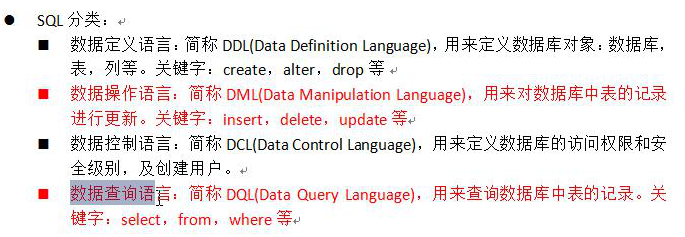 SQL 分类：
数据定义语言：简称 DDL(Data Definition Language)，用来定义数据库对象：数据库，
表，列等。关键字：create，alter，drop 等
数据操作语言：简称 DML(Data Manipulation Language)，用来对数据库中表的记录
进行更新。关键字：insert，delete，update 等
数据控制语言：简称 DCL(Data Control Language)，用来定义数据库的访问权限和安
全级别，及创建用户。
数据查询语言：简称 DQL(Data Query Language)，用来查询数据库中表的记录。关
键字：select，from，where 等